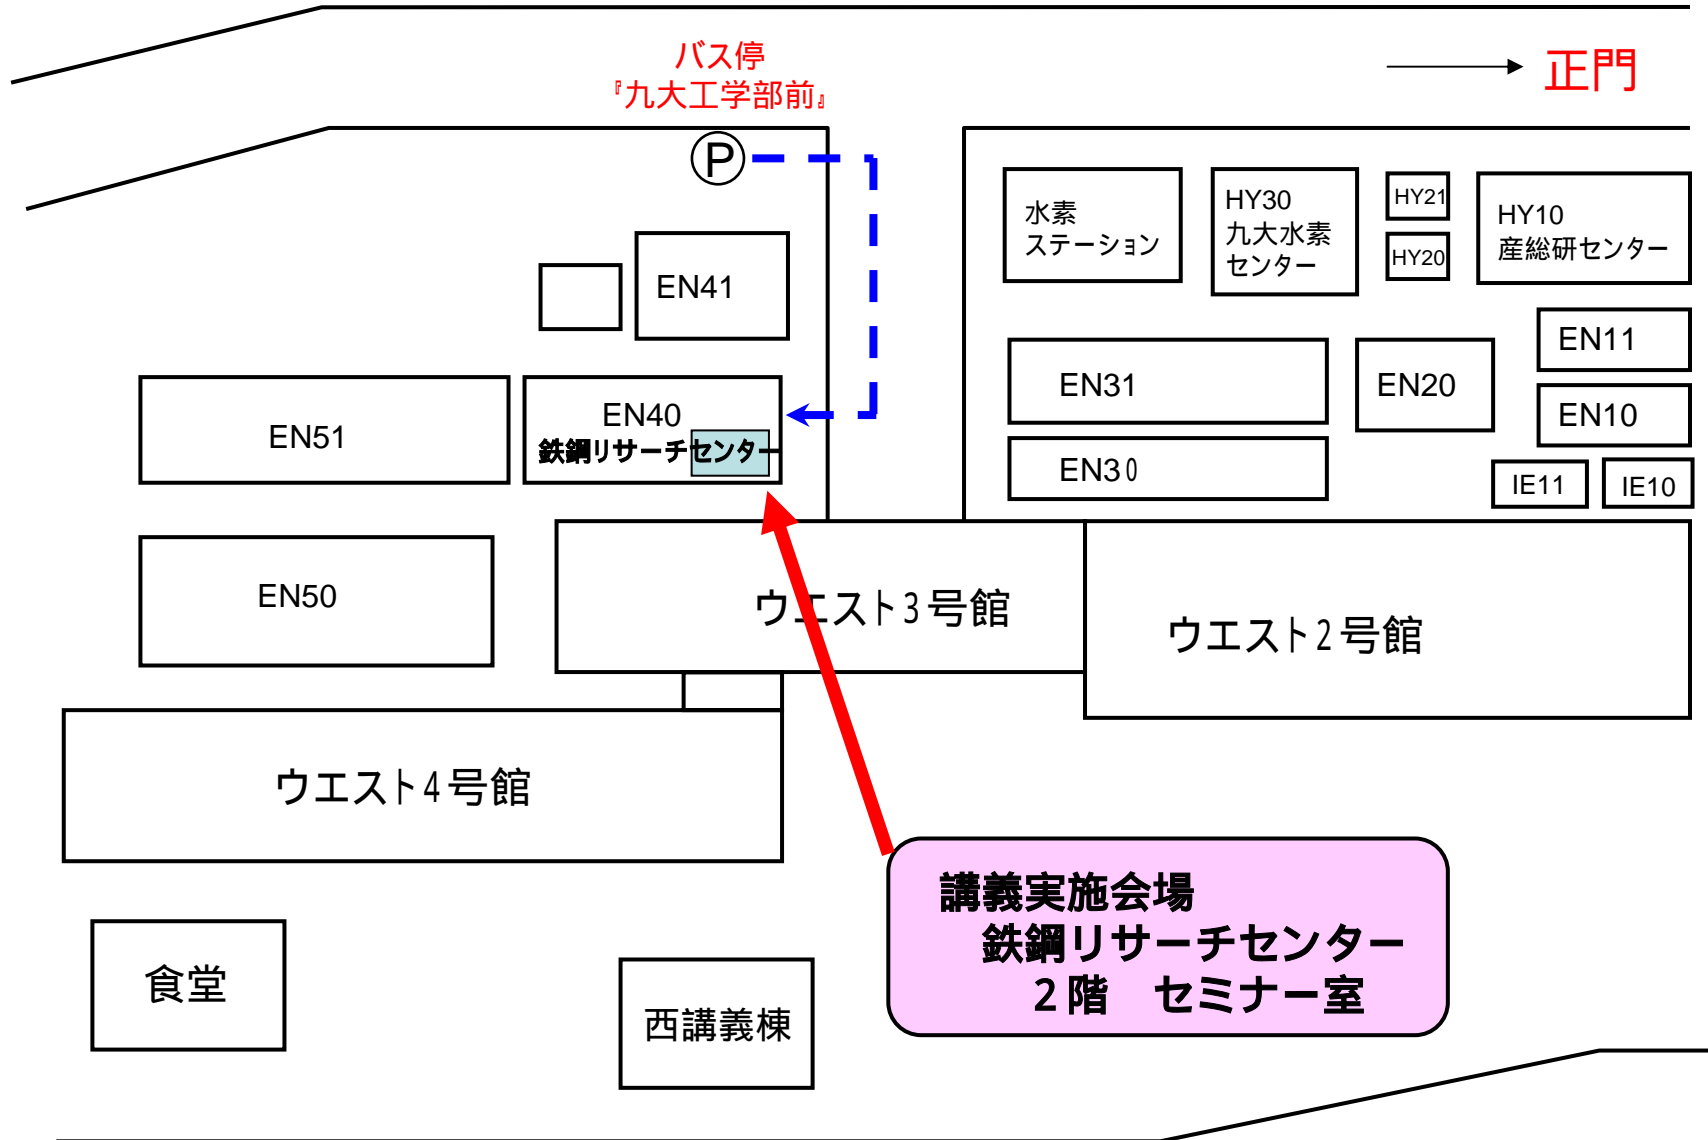 バス停
『九大工学部前』
正門
P
水素
ステーション
HY30
九大水素
センター
HY21
HY20
HY10
産総研センター
EN41
EN11
EN31
EN20
EN51
EN40
鉄鋼リサーチセンター
EN10
EN30
IE11
IE10
EN50
ウエスト3号館
ウエスト2号館
ウエスト4号館
講義実施会場
鉄鋼リサーチセンター
2階 セミナー室
食堂
西講義棟